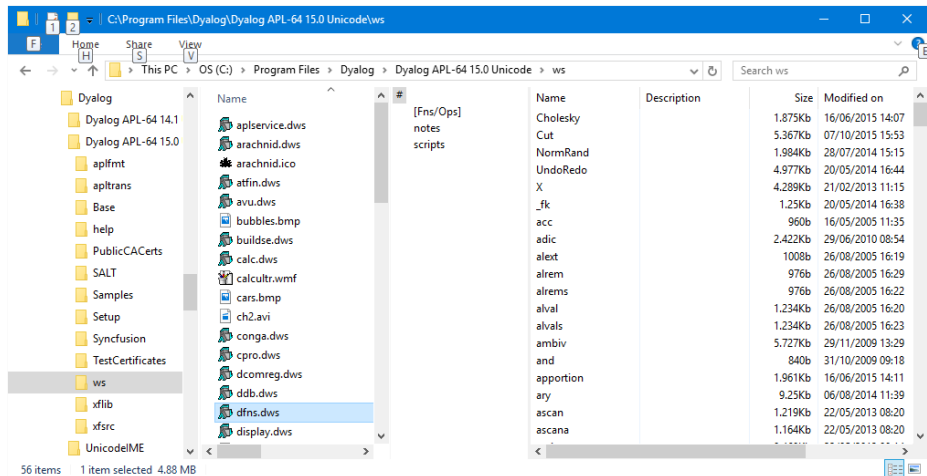 1 2 C:\Program Files\Dyalog\Dyalog APL-64 15.0 Unicode\ws
F Home Share View E
H S V
This PC > OS (C:) > Program Files > Dyalog > Dyalog APL-64 15.0 Unicode > ws Search ws
Dyalog
Dyalog APL-64 14.1
Dyalog APL-64 15.0
aplfmt
apltrans
Base
help
PublicCACerts
SALT
Samples
Setup
Syncfusion
TestCertificates
ws
xflib
xfsrc
UnicodeIME
Name
aplservice.dws
arachnid.dws
arachnid.ico
atfin.dws
avu.dws
bubbles.bmp
buildse.dws
calc.dws
calcultr.wmf
cars.bmp
ch2.avi
conga.dws
cpro.dws
dcomreg.dws
ddb.dws
dfns.dws
display.dws
#
[Fns/Ops]
notes
scripts
Name Description Size Modified on
Cholesky 1.875Kb 16/06/2015 14:07
Cut 5.367Kb 07/10/2015 15:53
NormRand 1.984Kb 28/07/2014 15:15
UndoRedo 4.977Kb 20/05/2014 16:44
X 4.289Kb 21/02/2013 11:15
_fk 1.25Kb 20/05/2014 16:38
acc 960b 16/05/2005 11:35
adic 2.422Kb 29/06/2010 08:54
alext 1008b 26/08/2005 16:19
alrem 976b 26/08/2005 16:29
alrems 976b 26/08/2005 16:22
alval 1.234Kb 26/08/2005 16:20
alvals 1.234Kb 26/08/2005 16:23
ambiv 5.727Kb 29/11/2009 13:29
and 840b 31/10/2009 09:18
apportion 1.961Kb 16/06/2015 14:11
ary 9.25Kb 06/08/2014 11:39
ascan 1.219Kb 22/05/2013 08:20
ascana 1.164Kb 22/05/2013 08:20
56 items 1 item selected 4.88 MB